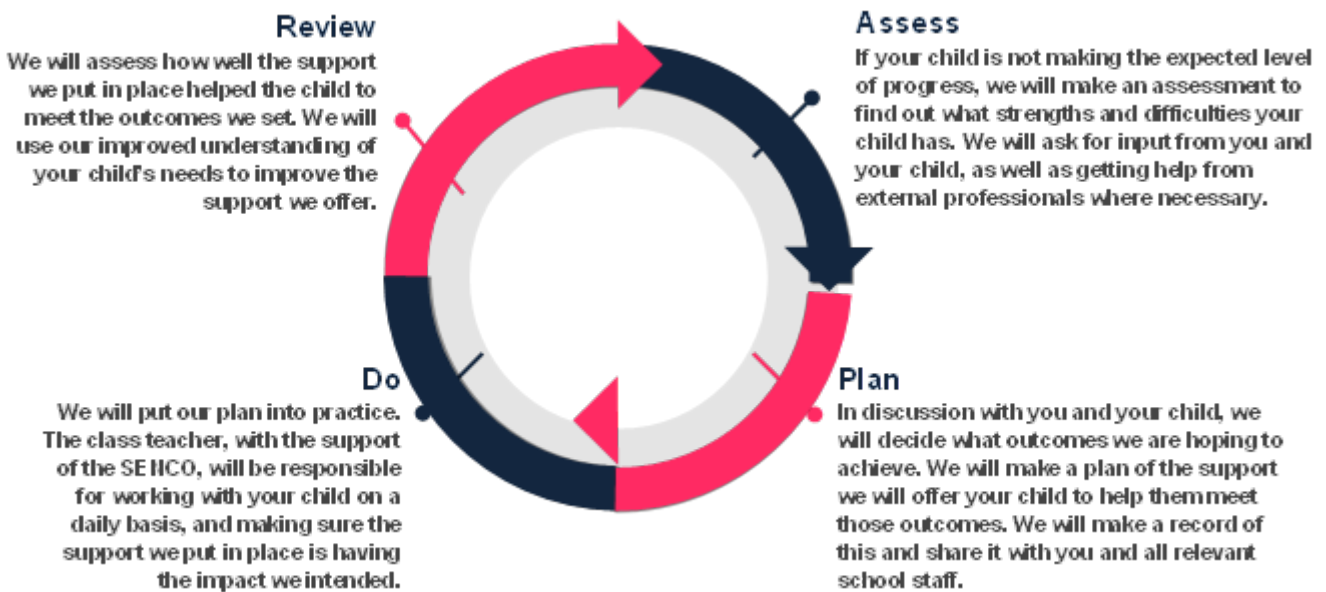 Review
We will assess how well the support
we put in place helped the child to
meet the outcomes we set. We will
use our improved understanding of
your child's needs to improve the
support we offer.
Assess
If your child is not making the expected level
of progress, we will make an assessment to
find out what strengths and difficulties your
child has. We will ask for input from you and
your child, as well as getting help from
external professionals where necessary.
Do
We will put our plan into practice.
The class teacher, with the support
of the SENCO, will be responsible
for working with your child on a
daily basis, and making sure the
support we put in place is having
the impact we intended.
Plan
In discussion with you and your child, we
will decide what outcomes we are hoping to
achieve. We will make a plan of the support
we will offer your child to help them meet
those outcomes. We will make a record of
this and share it with you and all relevant
school staff.